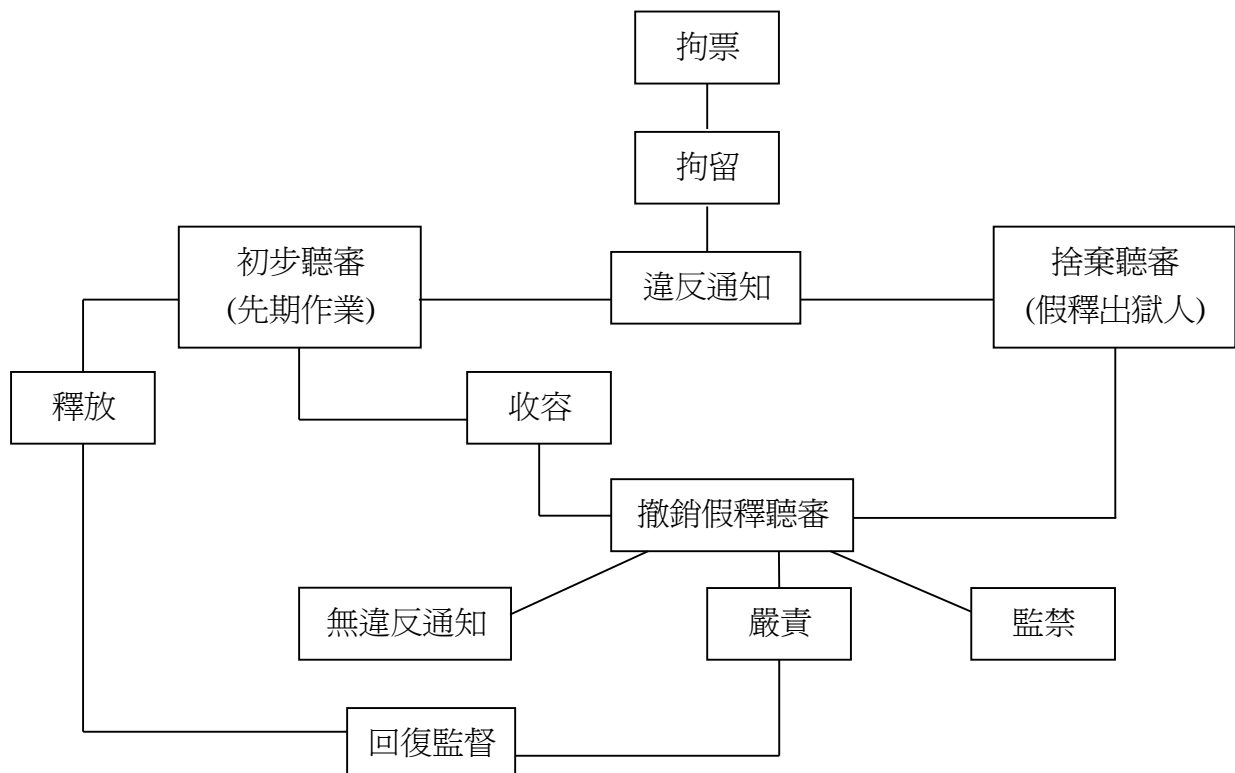 拘票
拘留
初步聽審
(先期作業)
違反通知
捨棄聽審
(假釋出獄人)
釋放
收容
撤銷假釋聽審
無違反通知
嚴責
監禁
回復監督